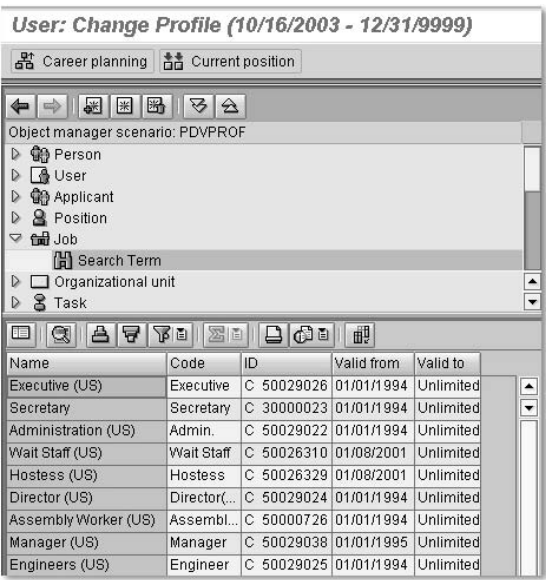 User: Change Profile (10/16/2003 - 12/31/9999)
Career planning Current position
Object manager scenario: PDVPROF
Person
User
Applicant
Position
Job
Search Term
Organizational unit
Task
Name Code ID Valid from Valid to
Executive (US) Executive C 50029026 01/01/1994 Unlimited
Secretary Secretary C 30000023 01/01/1994 Unlimited
Administration (US) Admin. C 50029022 01/01/1994 Unlimited
Wait Staff (US) Wait Staff C 50026310 01/08/2001 Unlimited
Hostess (US) Hostess C 50026329 01/08/2001 Unlimited
Director (US) Director(... C 50029024 01/01/1994 Unlimited
Assembly Worker (US) Assembl... C 50000726 01/01/1994 Unlimited
Manager (US) Manager C 50029038 01/01/1995 Unlimited
Engineers (US) Engineer C 50029025 01/01/1994 Unlimited